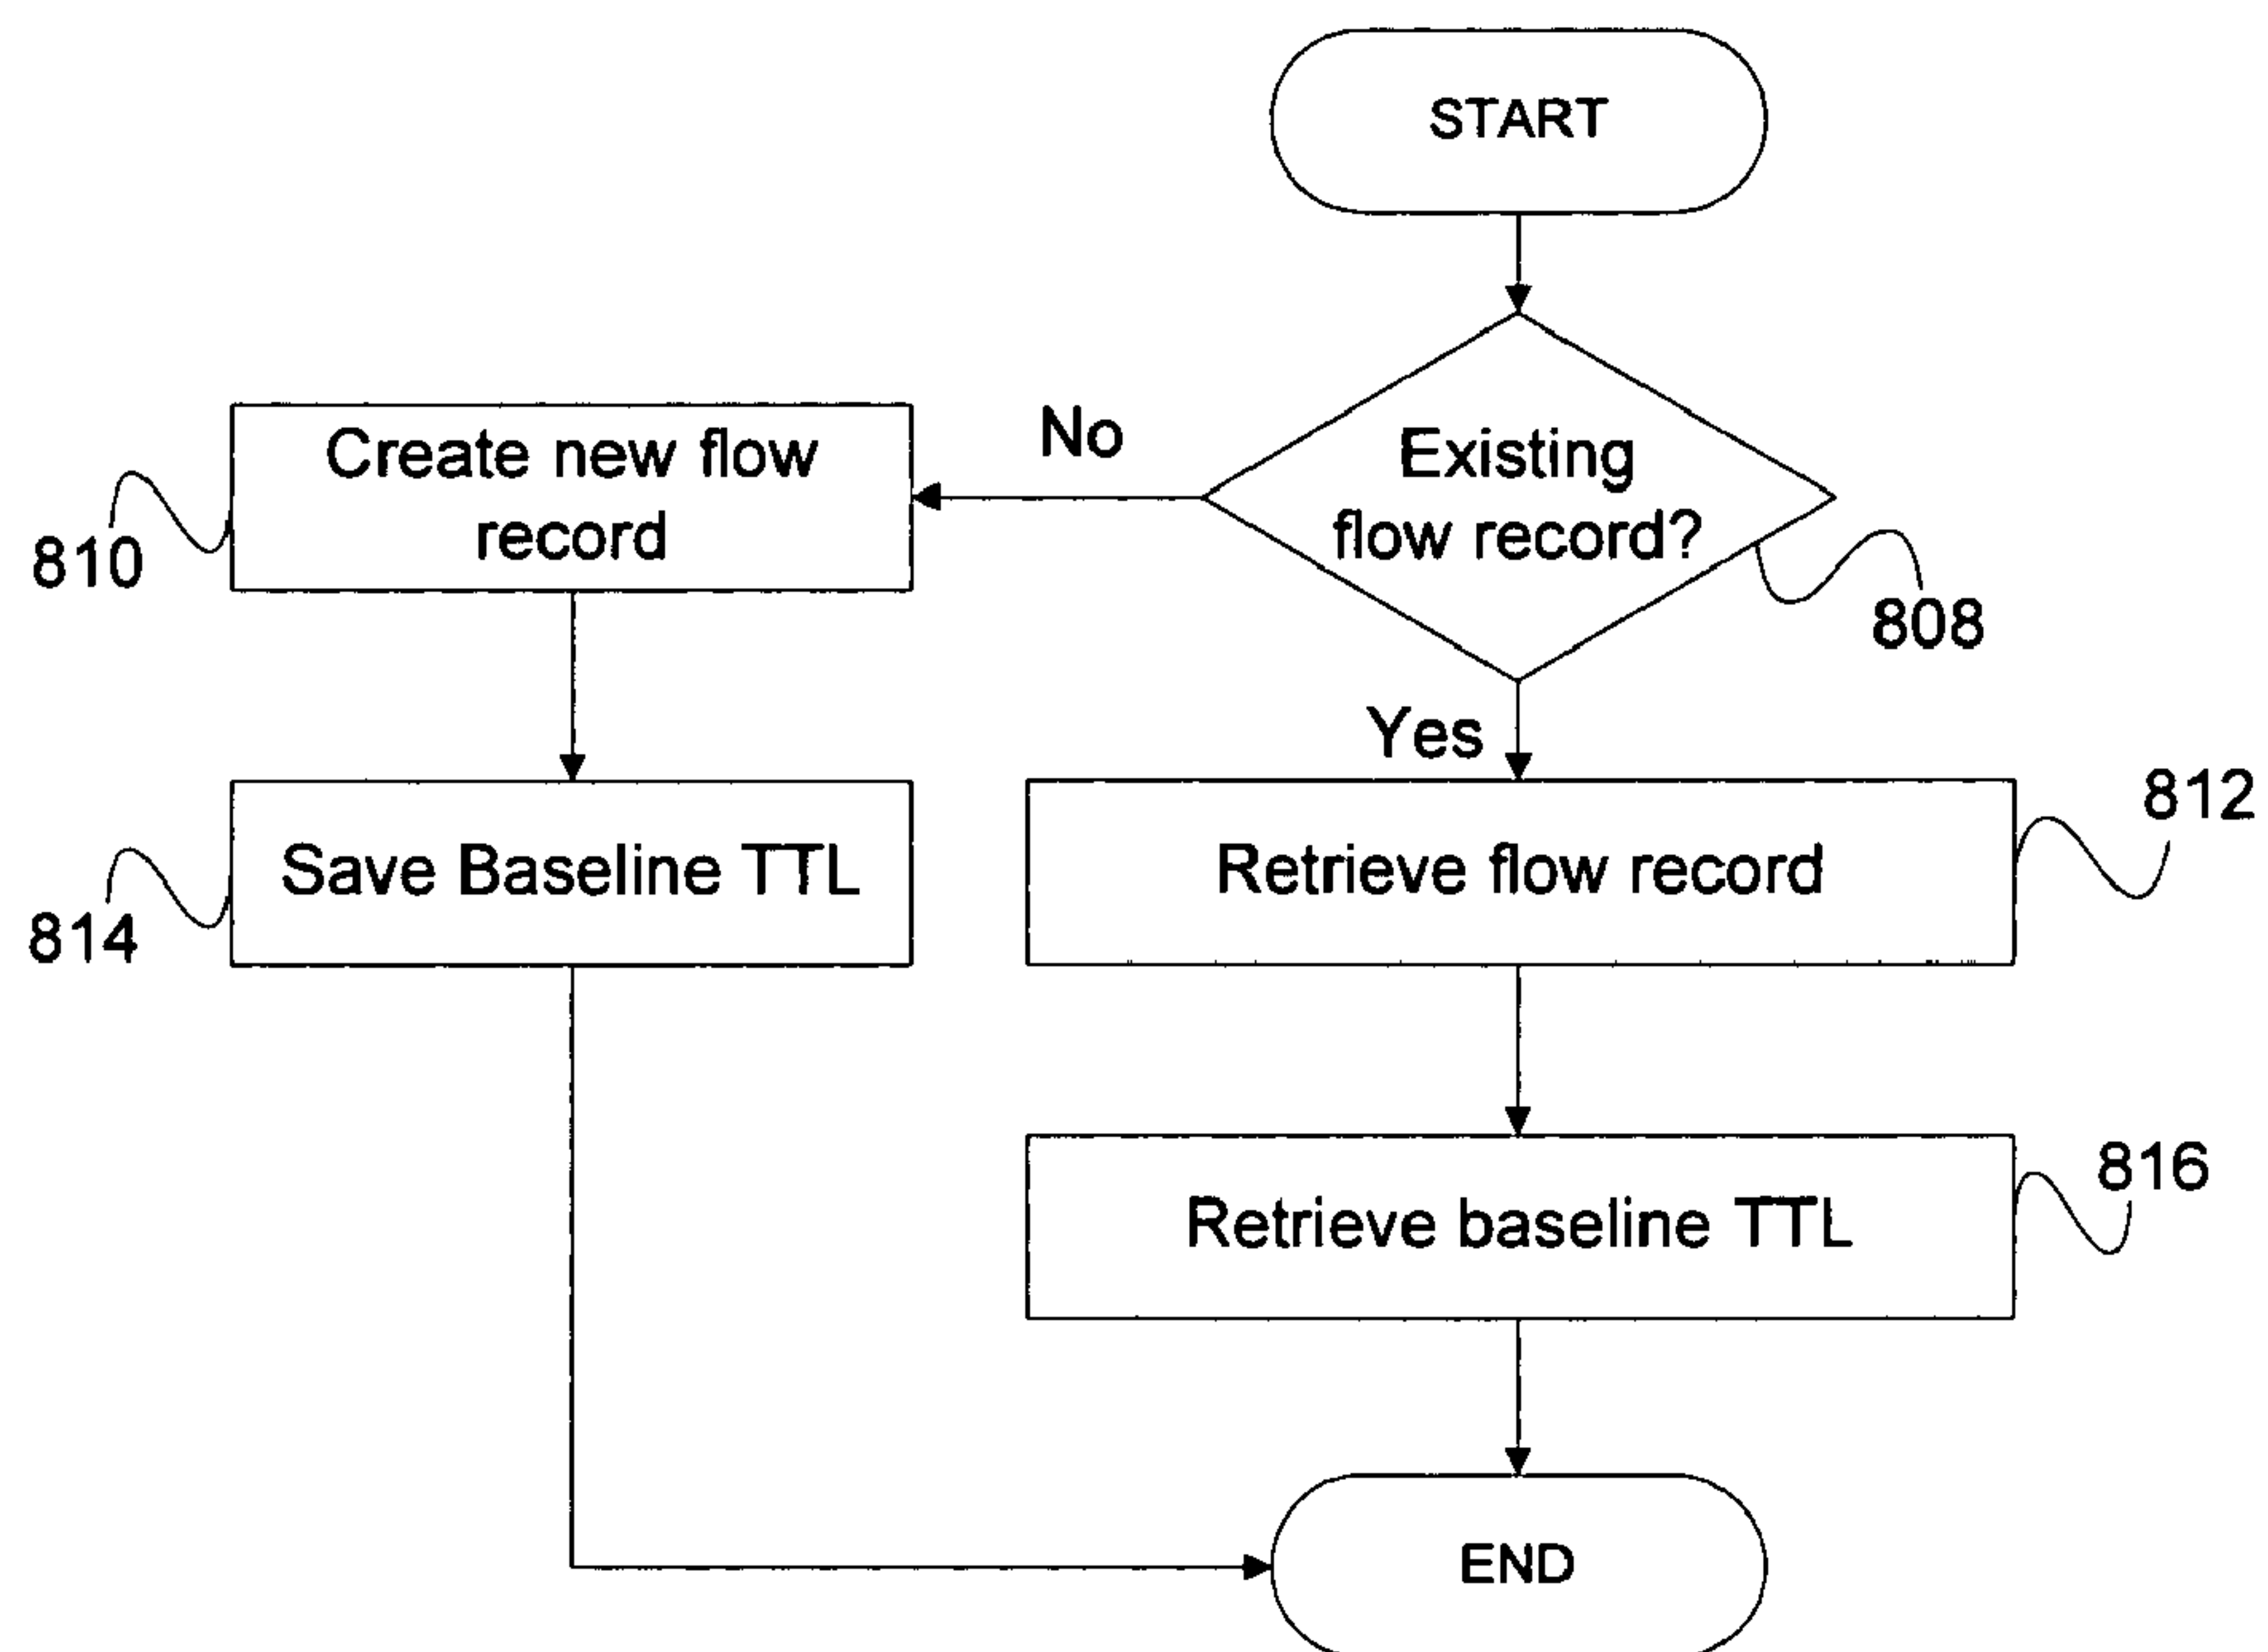 START
Existing
flow record?
808
No
Create new flow
record
810
Yes
Save Baseline TTL
814
Retrieve flow record
812
Retrieve baseline TTL
816
END